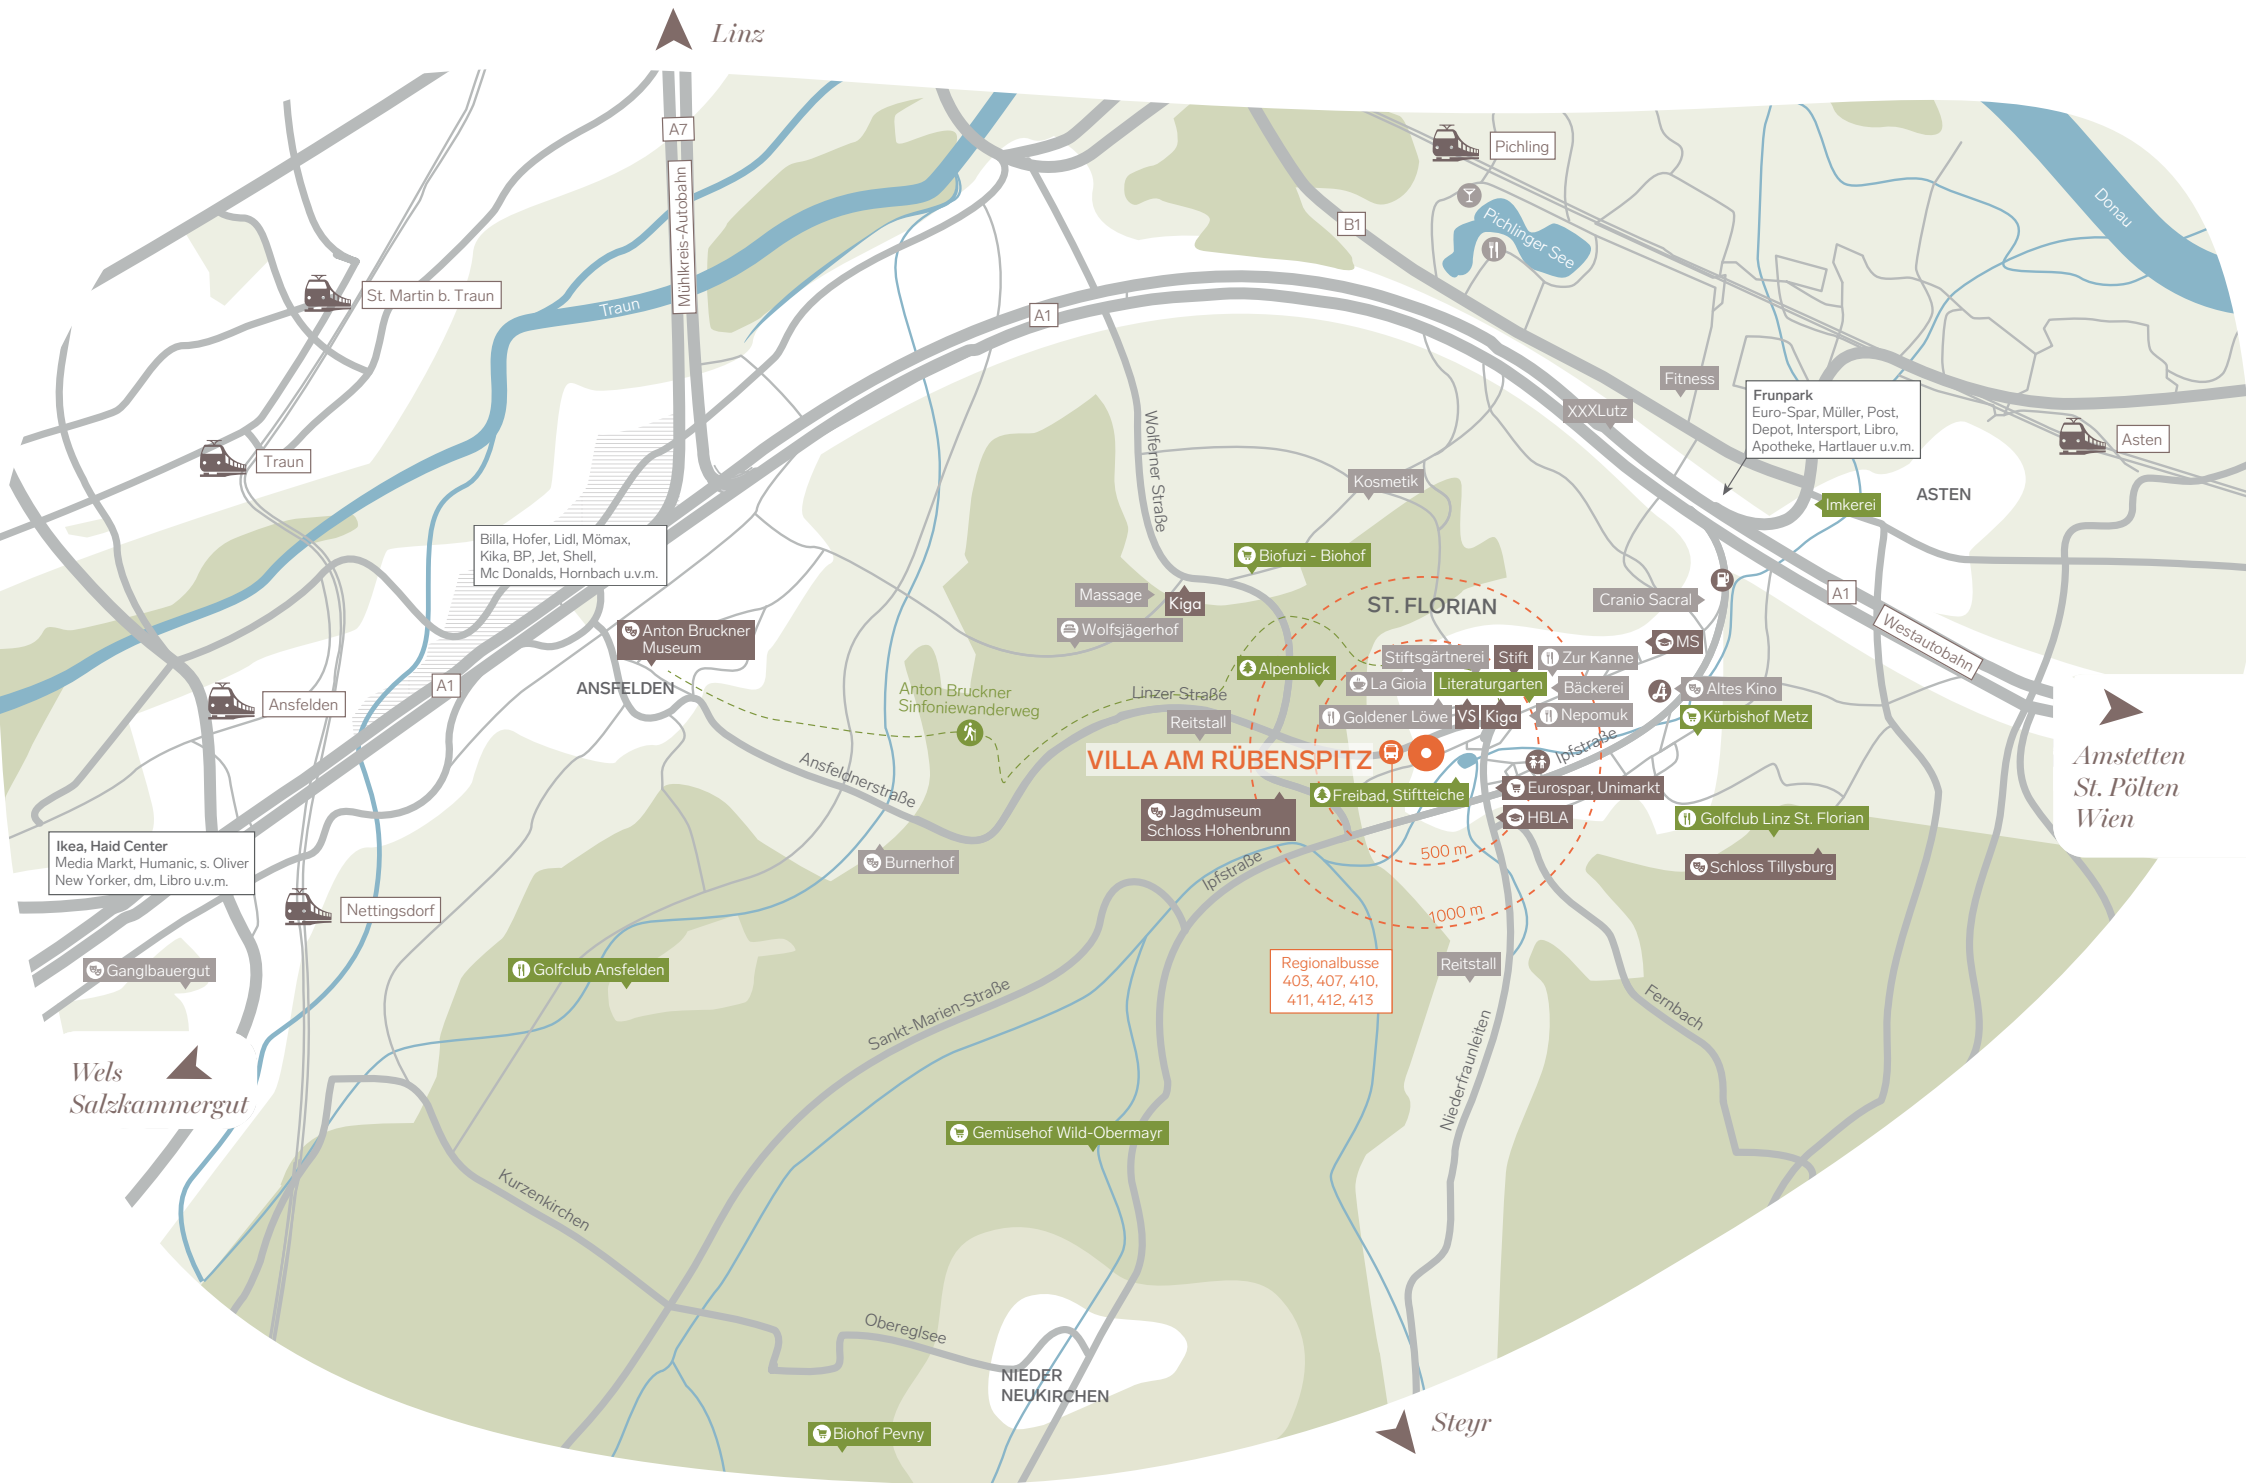 Linz
A7
Mühlkreis-Autobahn
Pichling
B1
Pichlinger See
Donau
St. Martin b. Traun
Traun
A1
Fitness
XXXLutz
Frunpark
Euro-Spar, Müller, Post,
Depot, Intersport, Libro,
Apotheke, Hartlauer u.v.m.
Asten
Traun
Wolferner Straße
Kosmetik
ASTEN
Imkerei
Billa, Hofer, Lidl, Mömax,
Kika, BP, Jet, Shell,
Mc Donalds, Hornbach u.v.m.
Biofuzi - Biohof
Massage
Kiga
ST. FLORIAN
Cranio Sacral
A1
Westautobahn
Anton Bruckner
Museum
Wolfsjägerhof
MS
Alpenblick
Stiftsgärtnerei
Stift
Zur Kanne
A1
ANSFELDEN
Anton Bruckner
Sinfoniewanderweg
Linzer Straße
La Gioia
Literaturgarten
Bäckerei
Altes Kino
Ansfelden
Reitstall
Goldener Löwe
VS
Kiga
Nepomuk
Kürbishof Metz
VILLA AM RÜBENSPITZ
Ipfstraße
Amstetten
St. Pölten
Wien
Ansfeldnerstraße
Freibad, Stiftteiche
Eurospar, Unimarkt
Jagdmuseum
Schloss Hohenbrunn
HBLA
Golfclub Linz St. Florian
Ikea, Haid Center
Media Markt, Humanic, s. Oliver
New Yorker, dm, Libro u.v.m.
Burnerhof
500 m
Ipfstraße
Schloss Tillysburg
Nettingsdorf
1000 m
Ganglbauergut
Golfclub Ansfelden
Regionalbusse
403, 407, 410,
411, 412, 413
Reitstall
Sankt-Marien-Straße
Fernbach
Niederfraunleiten
Wels
Salzkammergut
Gemüsehof Wild-Obermayr
Kurzenkirchen
Obereglsee
NIEDER
NEUKIRCHEN
Biohof Pevny
Steyr